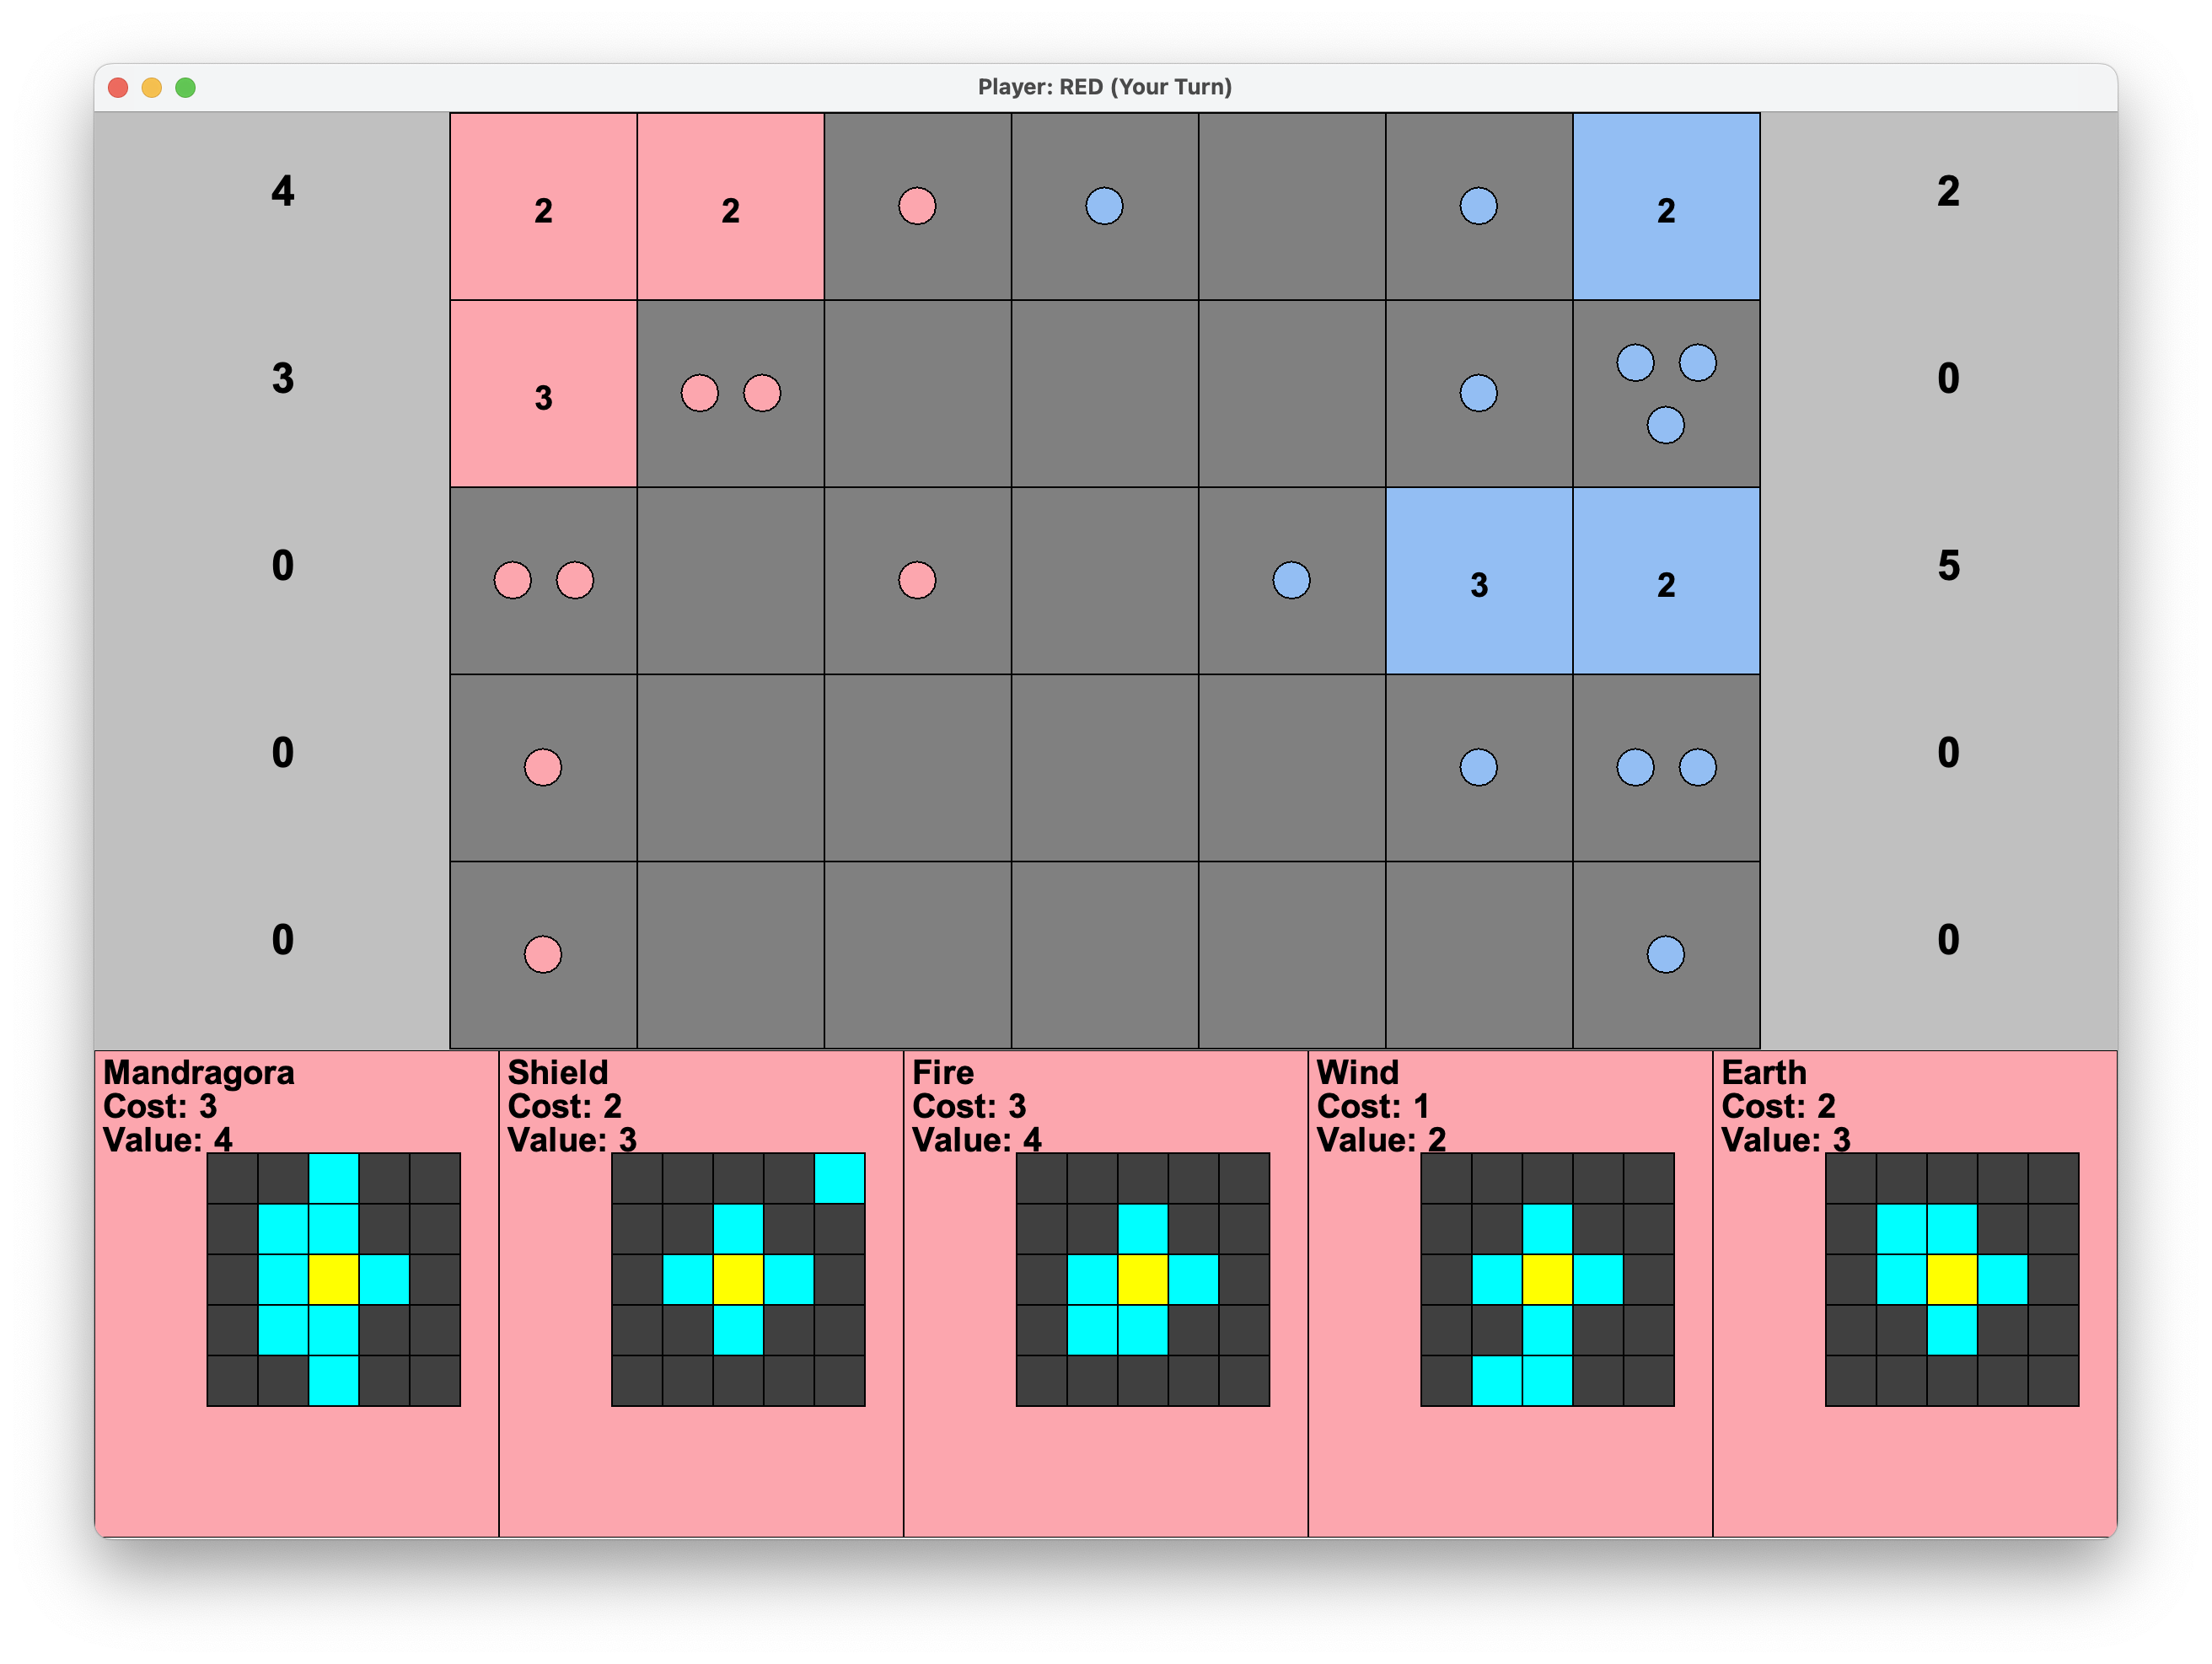 Player: RED (Your Turn)
4 2 2 2 2
3 3 0
0 3 2 5
0 0
0 0
Mandragora
Cost: 3
Value: 4
Shield
Cost: 2
Value: 3
Fire
Cost: 3
Value: 4
Wind
Cost: 1
Value: 2
Earth
Cost: 2
Value: 3